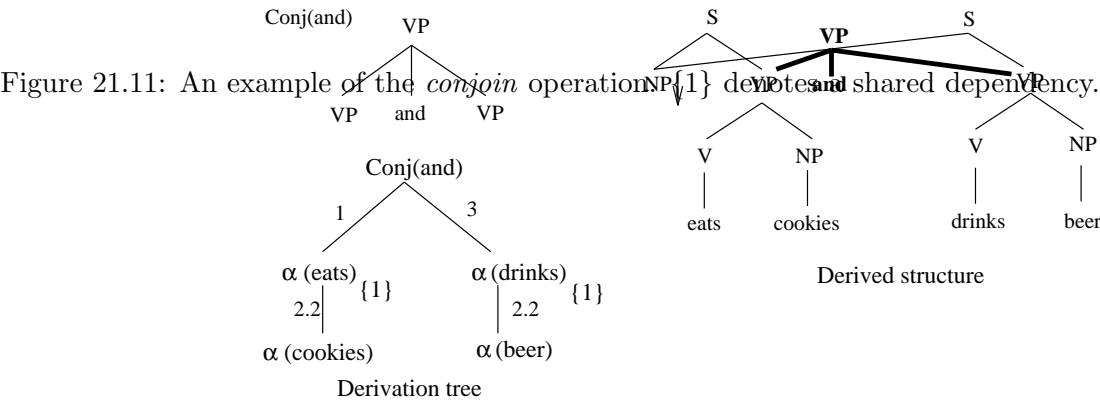 Conj(and) VP S S
VP
Figure 21.11: An example of the conjoin operation. {1} denotes a shared dependency.
NP VP and VP
VP and VP
V NP V NP
Conj(and)
1 3
eats cookies drinks beer
α (eats) {1} α (drinks) {1}
Derived structure
2.2 2.2
α (cookies) α (beer)
Derivation tree